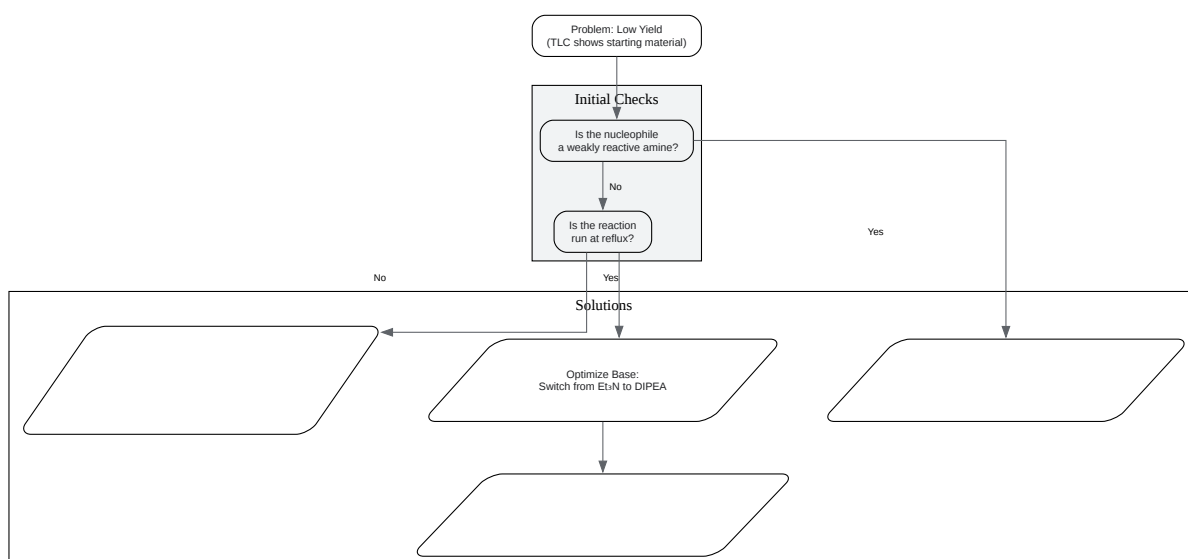 Problem: Low Yield
(TLC shows starting material)
Initial Checks
Is the nucleophile
a weakly reactive amine?
No
Is the reaction
run at reflux?
Yes
No
Yes
Solutions
Optimize Base:
Switch from Et₃N to DIPEA